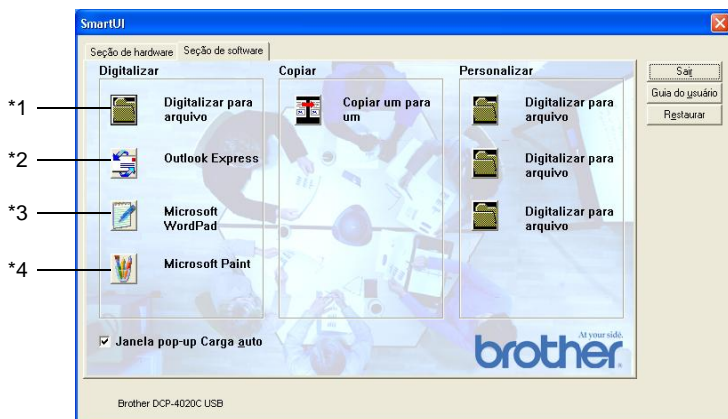 SmartUI
Seção de hardware
Seção de software
Digitalizar
Copiar
Personalizar
*1
Digitalizar para
arquivo
*2
Outlook Express
*3
Microsoft
WordPad
*4
Microsoft Paint
Copiar um para
um
Digitalizar para
arquivo
Digitalizar para
arquivo
Digitalizar para
arquivo
Sair
Guia do usuário
Restaurar
Janela pop-up Carga auto
At your side.
brother
Brother DCP-4020C USB